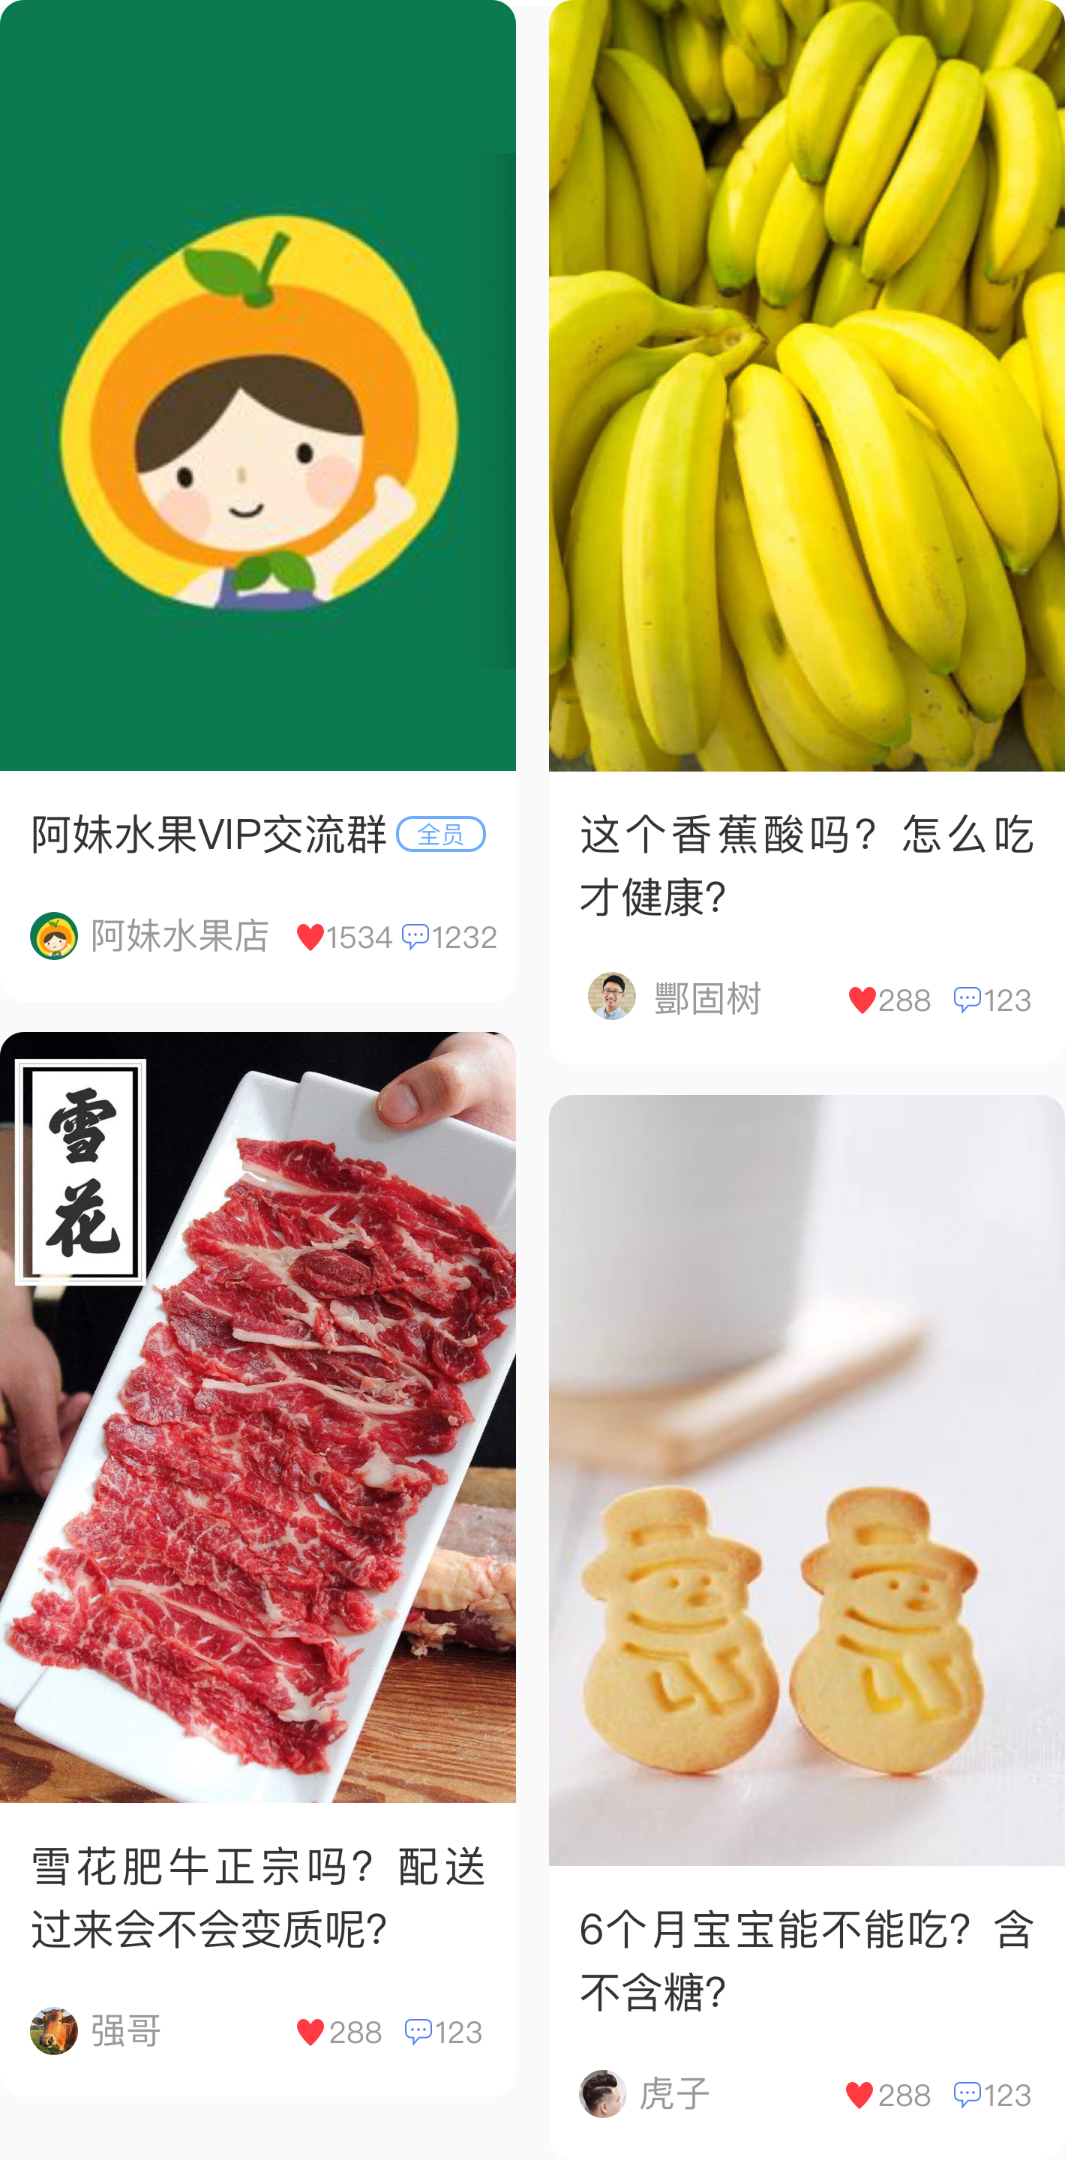 阿妹水果VIP交流群 全员
阿妹水果店 1534 1232
这个香蕉酸吗？怎么吃
才健康？
酆固树 288 123
雪
花
雪花肥牛正宗吗？配送
过来会不会变质呢？
强哥 288 123
6个月宝宝能不能吃？含
不含糖？
虎子 288 123